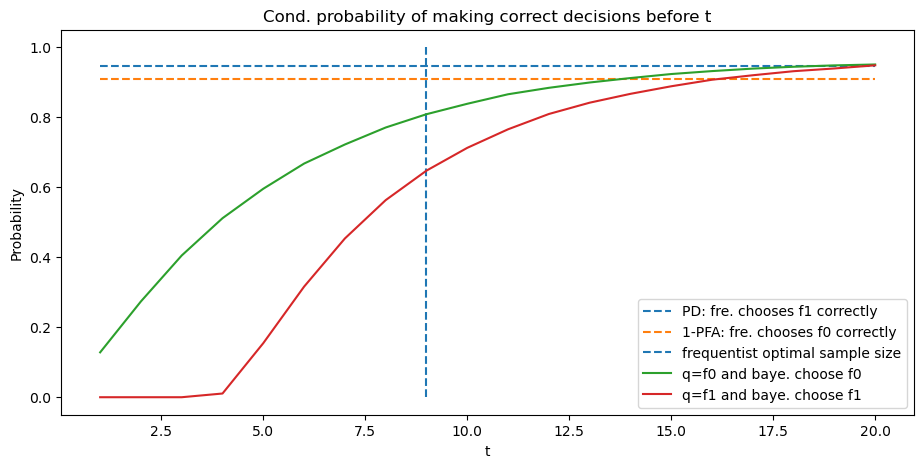 Cond. probability of making correct decisions before t
1.0
0.8
0.6
0.4
0.2
0.0
Probability
PD: fre. chooses f1 correctly
1-PFA: fre. chooses f0 correctly
frequentist optimal sample size
q=f0 and baye. choose f0
q=f1 and baye. choose f1
2.5 5.0 7.5 10.0 12.5 15.0 17.5 20.0
t